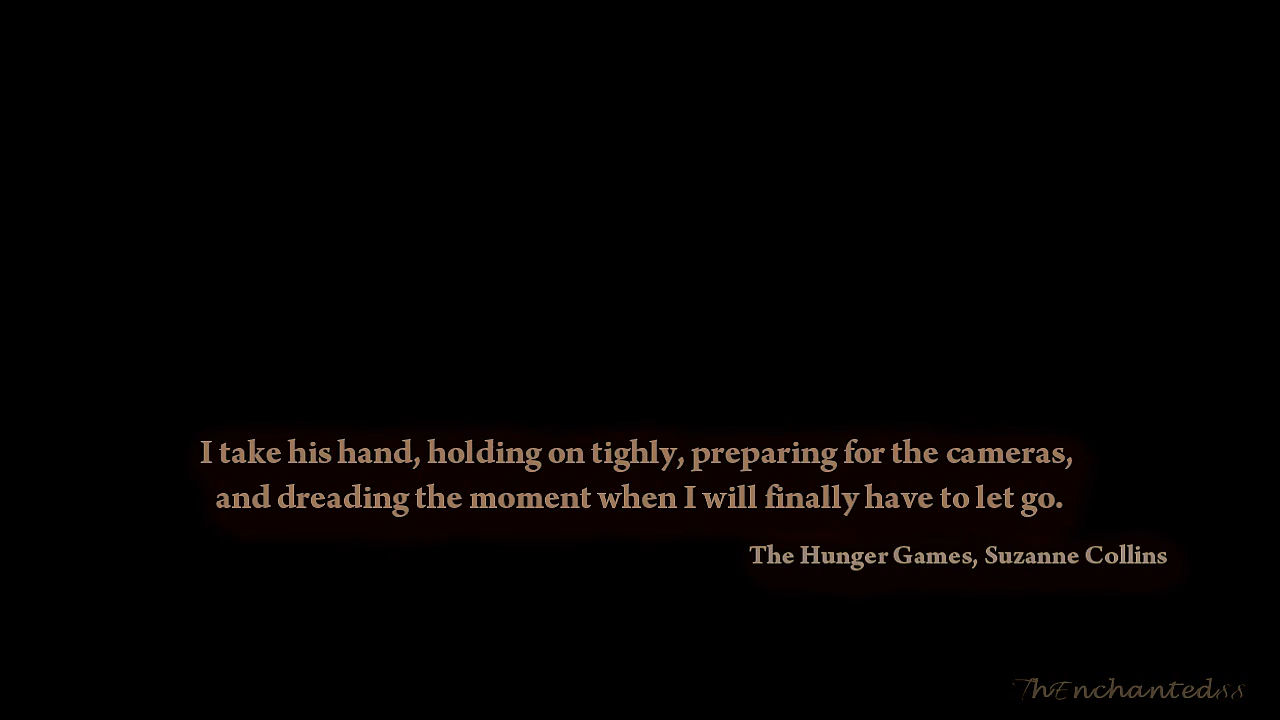 I take his hand, holding on tighly, preparing for the cameras,
and dreading the moment when I will finally have to let go.
The Hunger Games, Suzanne Collins
ThEnchanted88